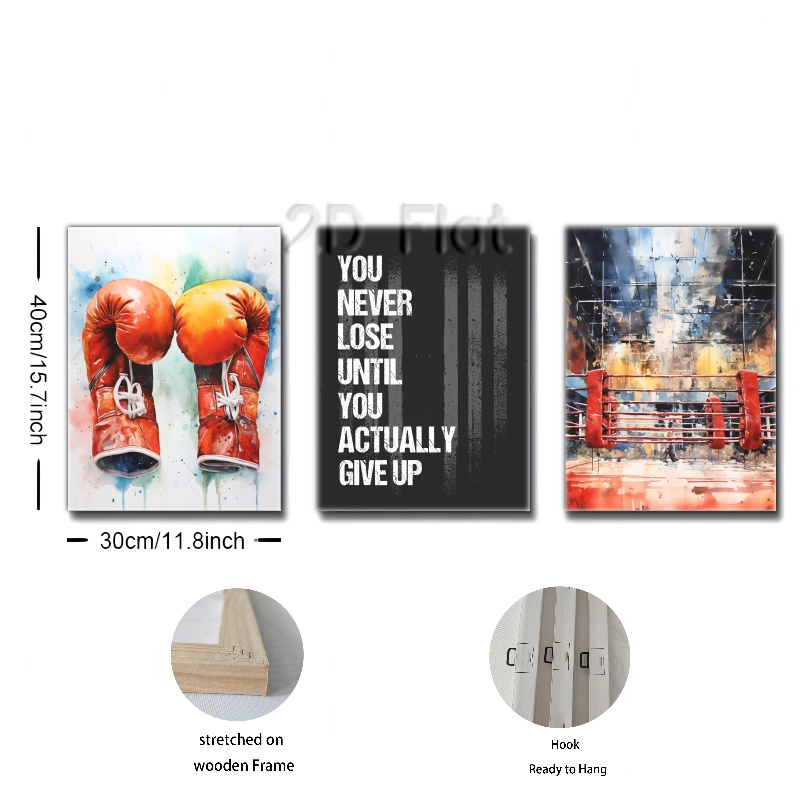 2D Flat
YOU
NEVER
LOSE
UNTIL
YOU
ACTUALLY
GIVE UP
40cm/15.7inch
30cm/11.8inch
stretched on
wooden Frame
Hook
Ready to Hang